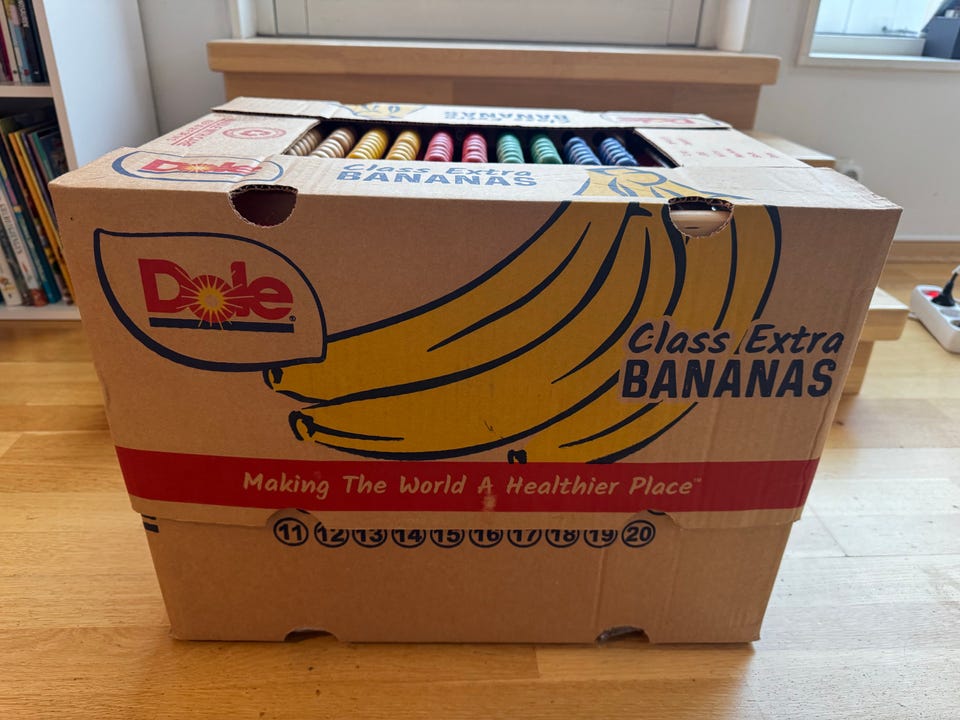 BANANAS
Dole
Class Extra
BANANAS
Dole
Class Extra
BANANAS
Making The World A Healthier Place™
11 12 13 14 15 16 17 18 19 20